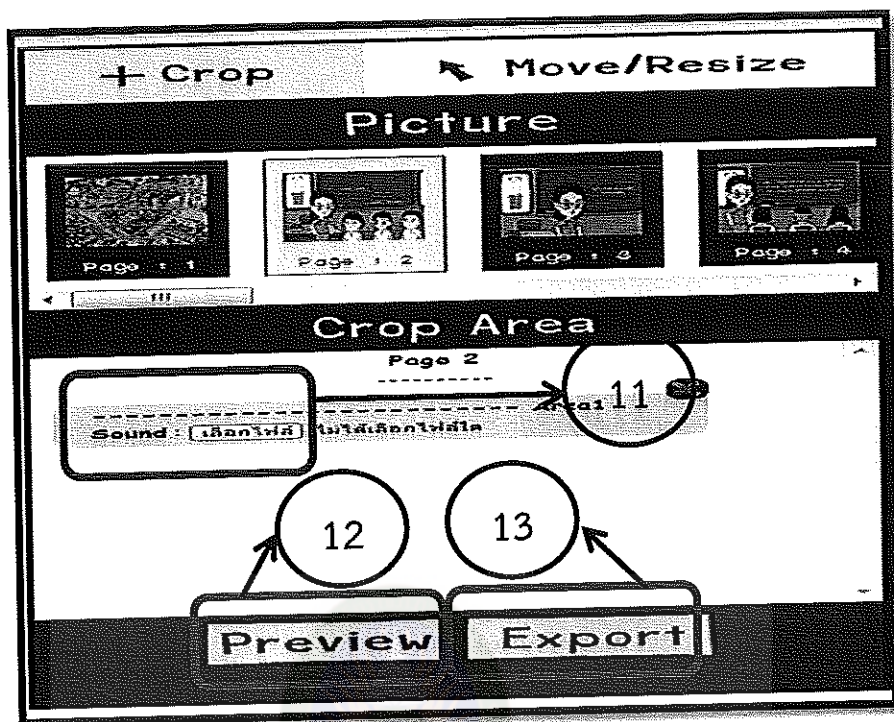 + Crop
Move/Resize
Picture
Page : 1
Page : 2
Page : 3
Page : 4
Crop Area
Page 2
Area1
11
Sound : เลือกไฟล์ ไม่ได้เลือกไฟล์ใด
12
13
Preview
Export